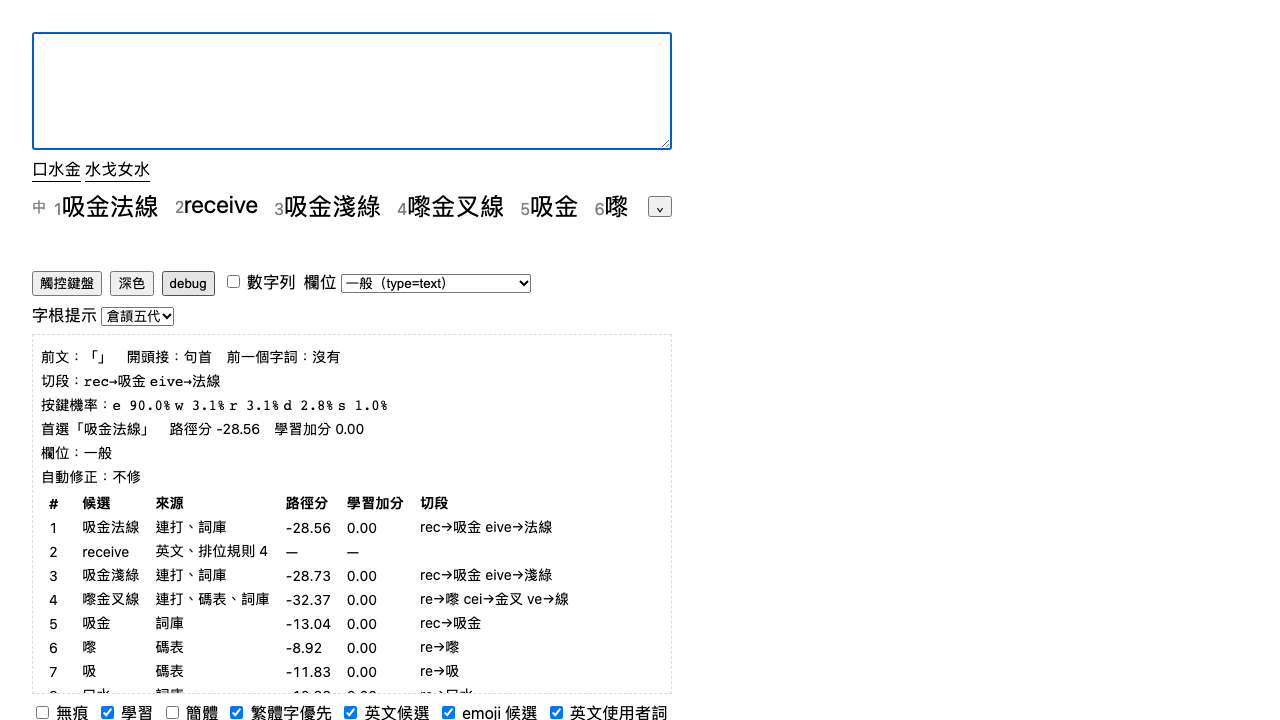 口水金 水戈女水
中 1吸金法線 2receive 3吸金淺綠 4嚟金叉線 5吸金 6嚟 ⌄
觸控鍵盤 深色 debug 數字列 欄位 一般（type=text）
字根提示 倉頡五代
前文：「」 開頭接：句首 前一個字詞：沒有
切段：rec→吸金 eive→法線
按鍵機率：e 90.0% w 3.1% r 3.1% d 2.8% s 1.0%
首選「吸金法線」 路徑分 -28.56 學習加分 0.00
欄位：一般
自動修正：不修
# 候選 來源 路徑分 學習加分 切段
1 吸金法線 連打、詞庫 -28.56 0.00 rec→吸金 eive→法線
2 receive 英文、排位規則 4 — —
3 吸金淺綠 連打、詞庫 -28.73 0.00 rec→吸金 eive→淺綠
4 嚟金叉線 連打、碼表、詞庫 -32.37 0.00 re→嚟 cei→金叉 ve→線
5 吸金 詞庫 -13.04 0.00 rec→吸金
6 嚟 碼表 -8.92 0.00 re→嚟
7 吸 碼表 -11.83 0.00 re→吸
無痕 學習 簡體 繁體字優先 英文候選 emoji 候選 英文使用者詞